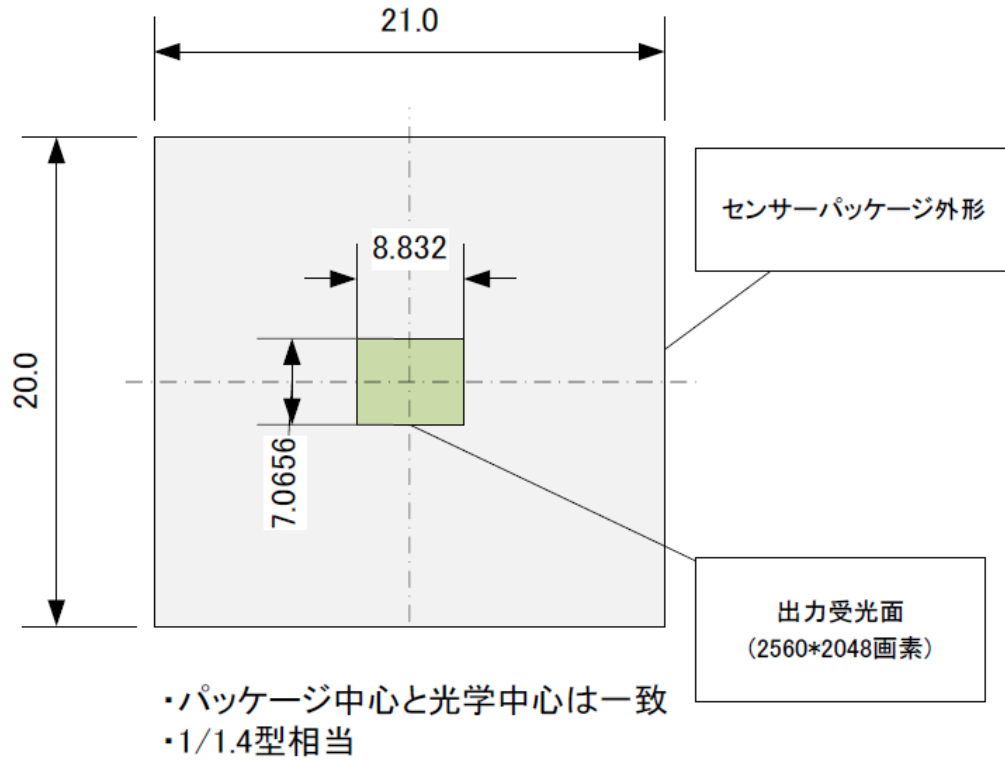 21.0
センサーパッケージ外形
8.832
20.0
7.0656
出力受光面
(2560*2048画素)
・パッケージ中心と光学中心は一致
・1/1.4型相当